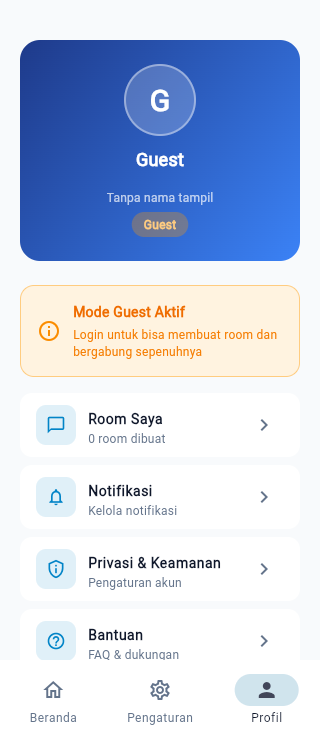 G
Guest
Tanpa nama tampil
Guest
Mode Guest Aktif
Login untuk bisa membuat room dan
bergabung sepenuhnya
Room Saya
0 room dibuat
Notifikasi
Kelola notifikasi
Privasi & Keamanan
Pengaturan akun
Bantuan
FAQ & dukungan
Beranda
Pengaturan
Profil